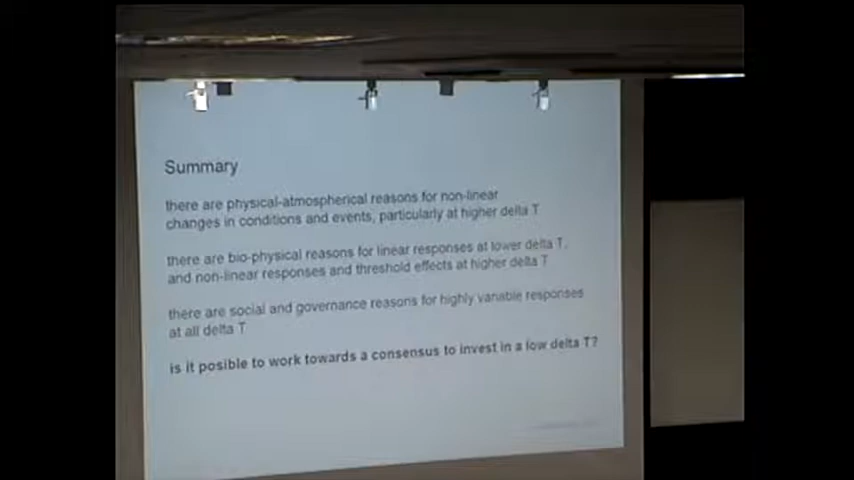 Summary
there are physical-atmospherical reasons for non-linear
changes in conditions and events, particularly at higher delta T
there are bio-physical reasons for linear responses at lower delta T,
and non-linear responses and threshold effects at higher delta T
there are social and governance reasons for highly variable responses
at all delta T
is it posible to work towards a consensus to invest in a low delta T?